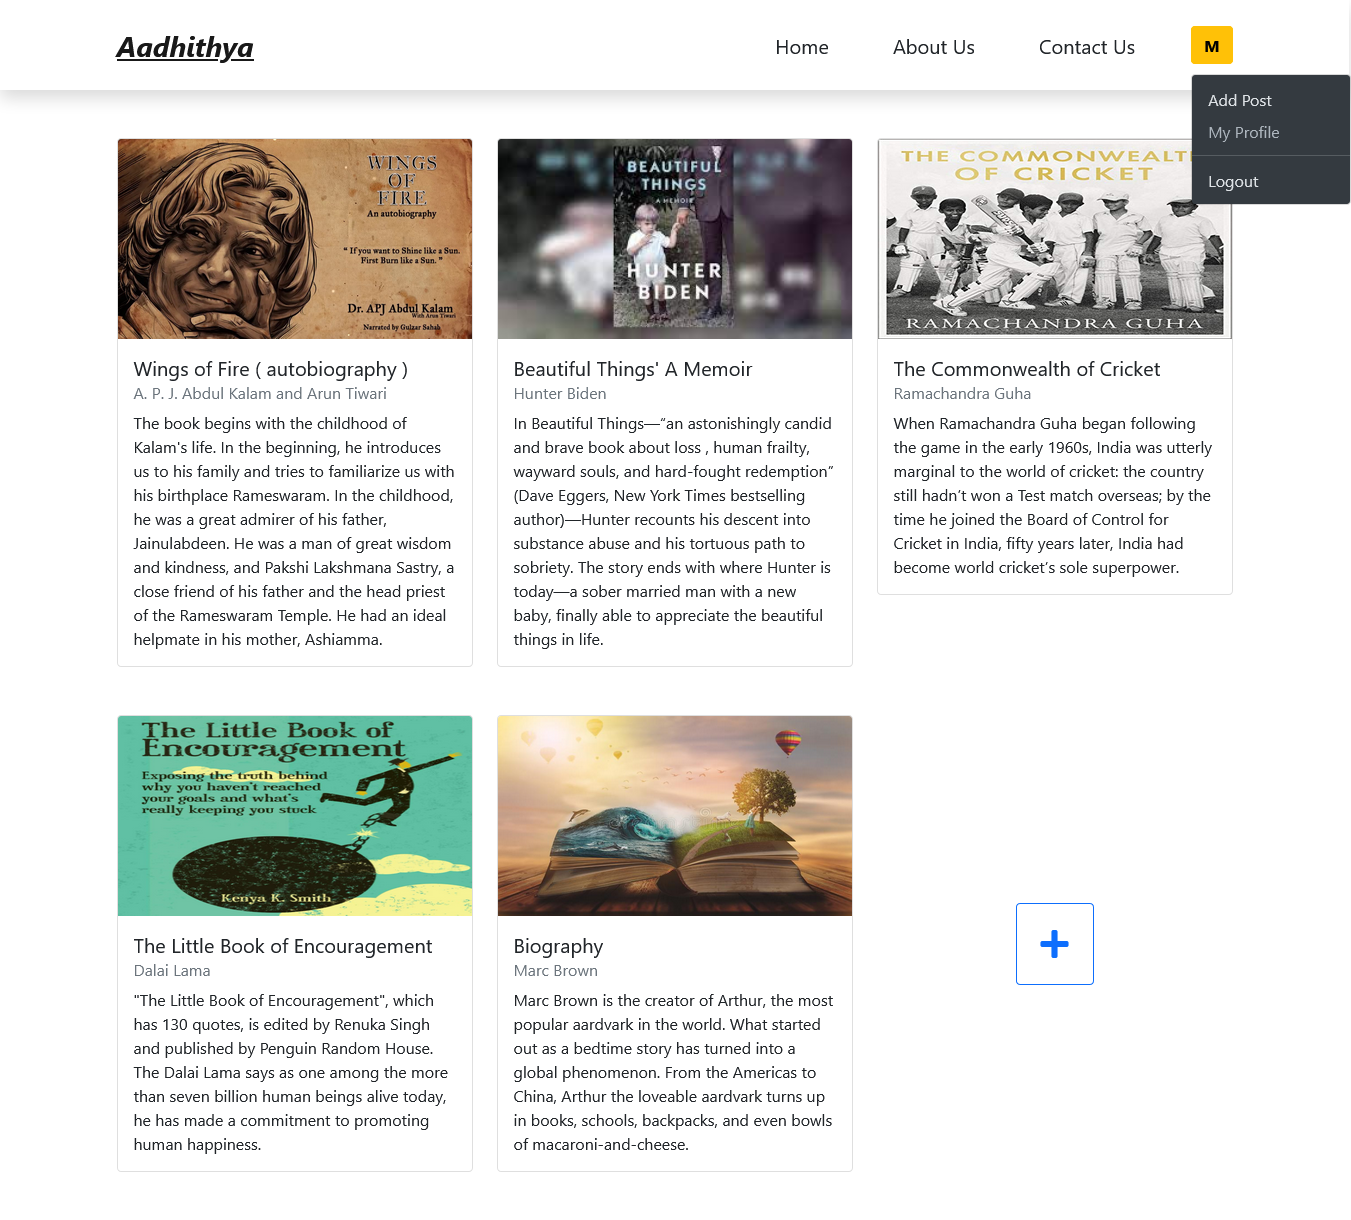 Aadhithya
Home
About Us
Contact Us
M
Add Post
My Profile
Logout
WINGS
OF
FIRE
An autobiography
“ If you want to Shine like a Sun.
First Burn like a Sun. ”
Dr. APJ Abdul Kalam
With Arun Tiwari
Narrated by Gulzar Sahab
Wings of Fire ( autobiography )
A. P. J. Abdul Kalam and Arun Tiwari
The book begins with the childhood of
Kalam's life. In the beginning, he introduces
us to his family and tries to familiarize us with
his birthplace Rameswaram. In the childhood,
he was a great admirer of his father,
Jainulabdeen. He was a man of great wisdom
and kindness, and Pakshi Lakshmana Sastry, a
close friend of his father and the head priest
of the Rameswaram Temple. He had an ideal
helpmate in his mother, Ashiamma.
BEAUTIFUL
THINGS
A MEMOIR
HUNTER
BIDEN
Beautiful Things' A Memoir
Hunter Biden
In Beautiful Things—“an astonishingly candid
and brave book about loss , human frailty,
wayward souls, and hard-fought redemption”
(Dave Eggers, New York Times bestselling
author)—Hunter recounts his descent into
substance abuse and his tortuous path to
sobriety. The story ends with where Hunter is
today—a sober married man with a new
baby, finally able to appreciate the beautiful
things in life.
THE COMMONWEALT
OF CRICKET
RAMACHANDRA GUHA
The Commonwealth of Cricket
Ramachandra Guha
When Ramachandra Guha began following
the game in the early 1960s, India was utterly
marginal to the world of cricket: the country
still hadn’t won a Test match overseas; by the
time he joined the Board of Control for
Cricket in India, fifty years later, India had
become world cricket’s sole superpower.
The Little Book of
Encouragement
Exposing the truth behind
why you haven't reached
your goals and what's
really keeping you stuck
Kenya K. Smith
The Little Book of Encouragement
Dalai Lama
"The Little Book of Encouragement", which
has 130 quotes, is edited by Renuka Singh
and published by Penguin Random House.
The Dalai Lama says as one among the more
than seven billion human beings alive today,
he has made a commitment to promoting
human happiness.
Biography
Marc Brown
Marc Brown is the creator of Arthur, the most
popular aardvark in the world. What started
out as a bedtime story has turned into a
global phenomenon. From the Americas to
China, Arthur the loveable aardvark turns up
in books, schools, backpacks, and even bowls
of macaroni-and-cheese.